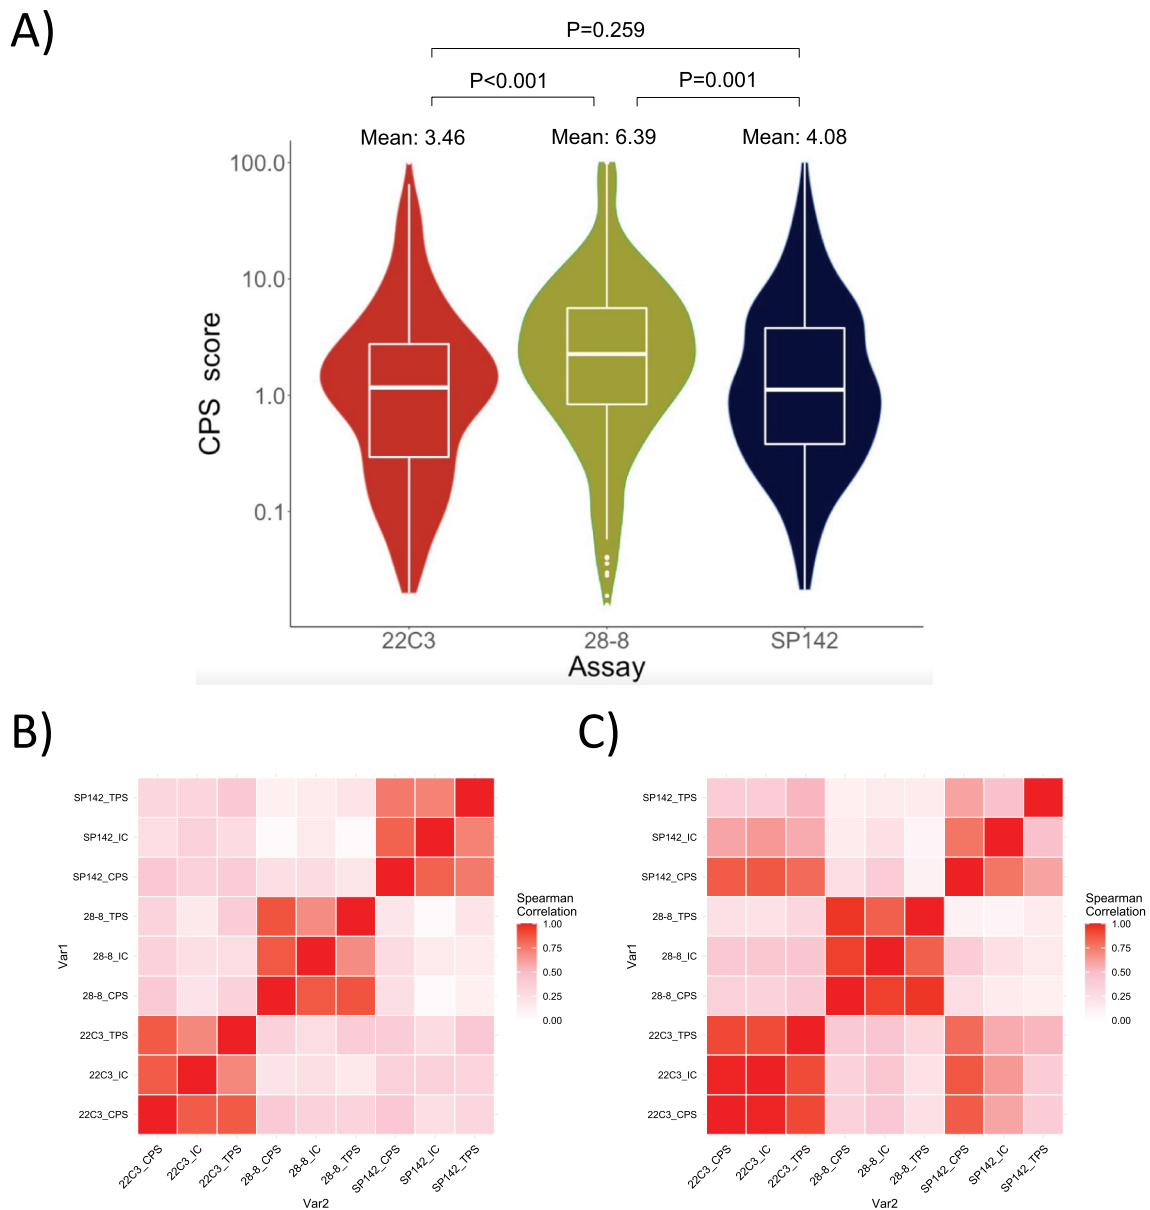 A)
P=0.259
P<0.001
P=0.001
Mean: 3.46
Mean: 6.39
Mean: 4.08
100.0
10.0
1.0
0.1
CPS score
22C3
28-8
SP142
Assay
B)
SP142_TPS
SP142_IC
SP142_CPS
28-8_TPS
28-8_IC
28-8_CPS
22C3_TPS
22C3_IC
22C3_CPS
Var1
22C3_CPS
22C3_IC
22C3_TPS
28-8_CPS
28-8_IC
28-8_TPS
SP142_CPS
SP142_IC
SP142_TPS
Var2
Spearman
Correlation
1.00
0.75
0.50
0.25
0.00
C)
SP142_TPS
SP142_IC
SP142_CPS
28-8_TPS
28-8_IC
28-8_CPS
22C3_TPS
22C3_IC
22C3_CPS
Var1
22C3_CPS
22C3_IC
22C3_TPS
28-8_CPS
28-8_IC
28-8_TPS
SP142_CPS
SP142_IC
SP142_TPS
Var2
Spearman
Correlation
1.00
0.75
0.50
0.25
0.00